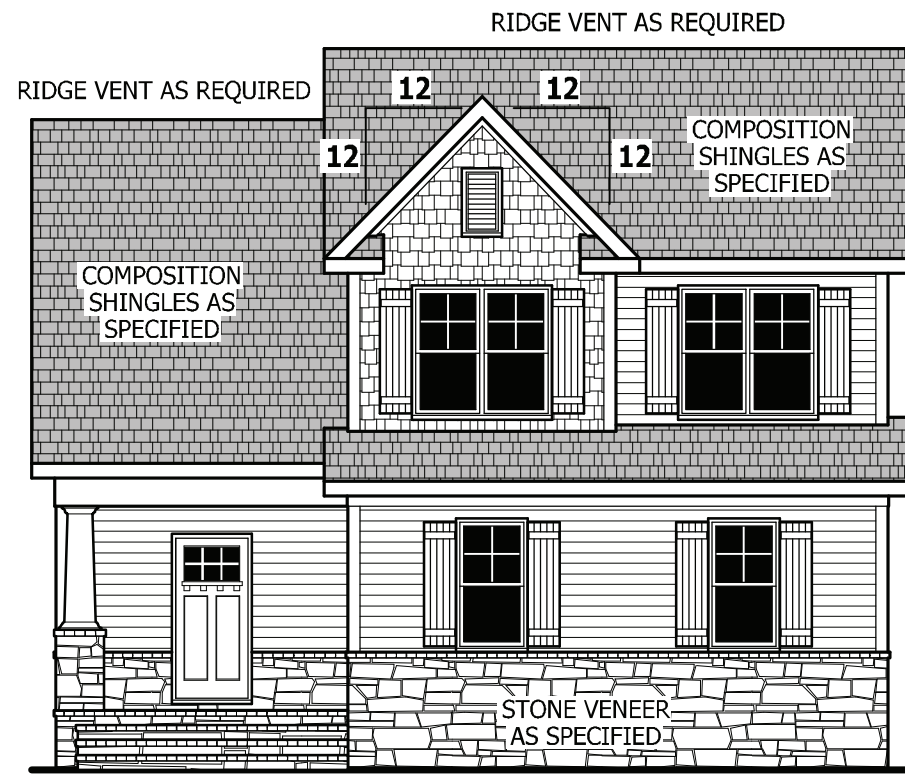 RIDGE VENT AS REQUIRED
RIDGE VENT AS REQUIRED
12
12
12
12
COMPOSITION
SHINGLES AS
SPECIFIED
COMPOSITION
SHINGLES AS
SPECIFIED
STONE VENEER
AS SPECIFIED